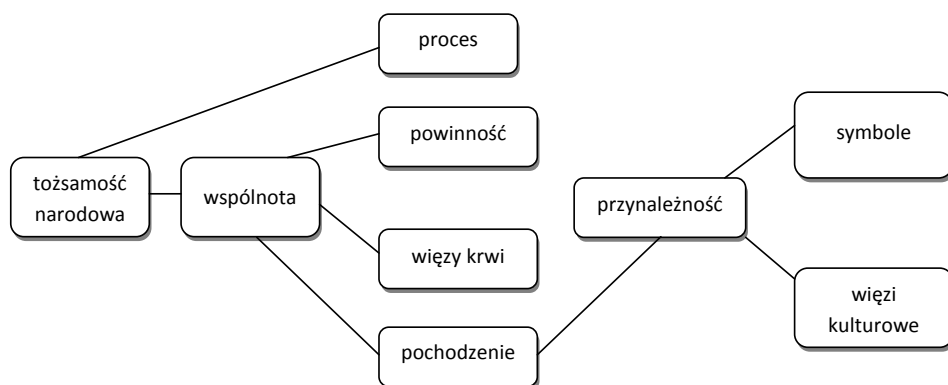 proces
powinność
symbole
tożsamość
narodowa
wspólnota
przynależność
więzy krwi
więzi
kulturowe
pochodzenie